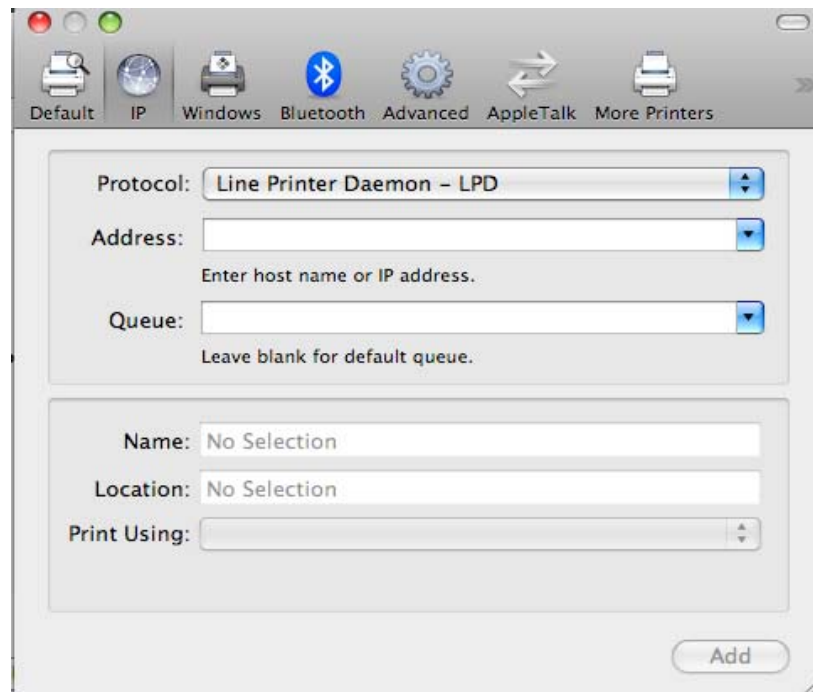 Default IP Windows Bluetooth Advanced AppleTalk More Printers
Protocol: Line Printer Daemon – LPD
Address:
Enter host name or IP address.
Queue:
Leave blank for default queue.
Name: No Selection
Location: No Selection
Print Using:
Add